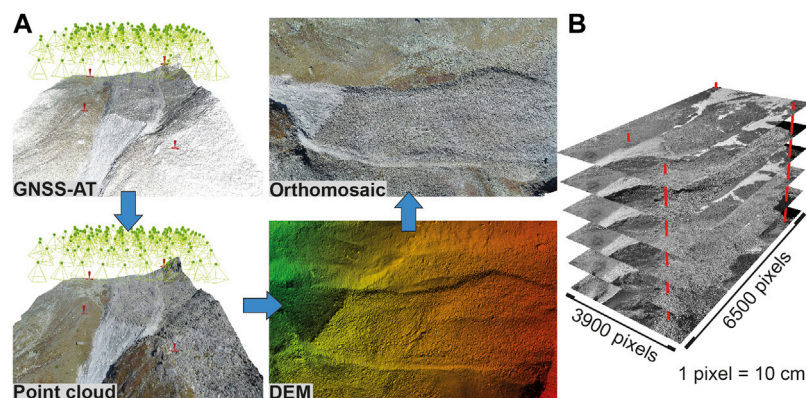 A
B
GNSS-AT
Orthomosaic
Point cloud
DEM
3900 pixels
6500 pixels
1 pixel = 10 cm